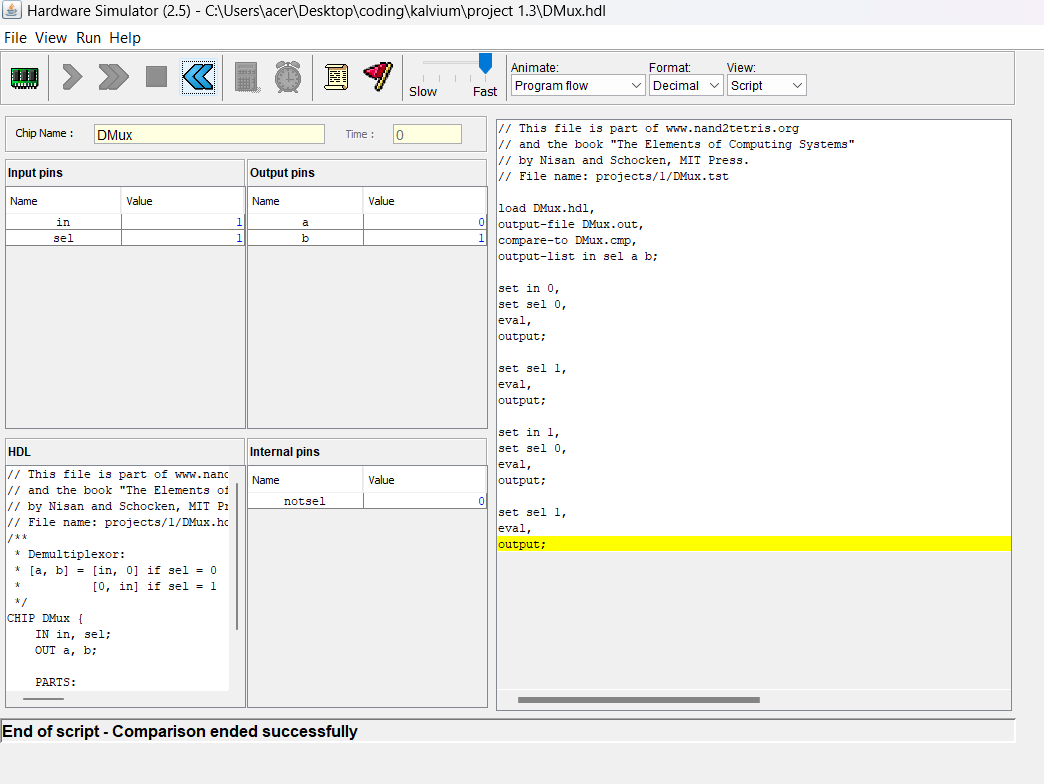 Hardware Simulator (2.5) - C:\Users\acer\Desktop\coding\kalvium\project 1.3\DMux.hdl
File View Run Help
Slow Fast
Animate: Format: View:
Program flow Decimal Script
Chip Name : DMux Time : 0
Input pins
Name Value
in 1
sel 1
Output pins
Name Value
a 0
b 1
HDL
// This file is part of www.nand
// and the book "The Elements of
// by Nisan and Schocken, MIT Pr
// File name: projects/1/DMux.hd
/**
* Demultiplexor:
* [a, b] = [in, 0] if sel = 0
* [0, in] if sel = 1
*/
CHIP DMux {
IN in, sel;
OUT a, b;
PARTS:
Internal pins
Name Value
notsel 0
// This file is part of www.nand2tetris.org
// and the book "The Elements of Computing Systems"
// by Nisan and Schocken, MIT Press.
// File name: projects/1/DMux.tst
load DMux.hdl,
output-file DMux.out,
compare-to DMux.cmp,
output-list in sel a b;
set in 0,
set sel 0,
eval,
output;
set sel 1,
eval,
output;
set in 1,
set sel 0,
eval,
output;
set sel 1,
eval,
output;
End of script - Comparison ended successfully